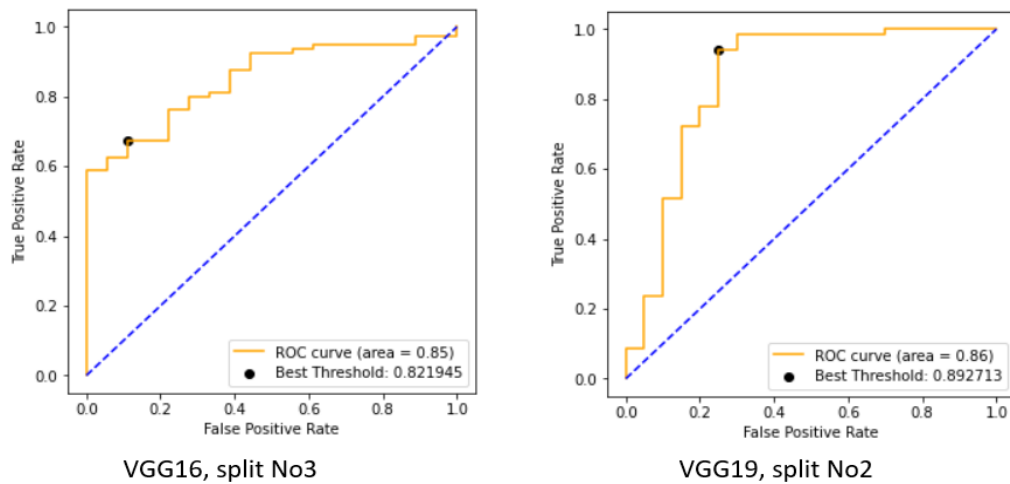 1.0
0.8
0.6
0.4
0.2
0.0
True Positive Rate
ROC curve (area = 0.85)
Best Threshold: 0.821945
0.0 0.2 0.4 0.6 0.8 1.0
False Positive Rate
VGG16, split No3
1.0
0.8
0.6
0.4
0.2
0.0
True Positive Rate
ROC curve (area = 0.86)
Best Threshold: 0.892713
0.0 0.2 0.4 0.6 0.8 1.0
False Positive Rate
VGG19, split No2